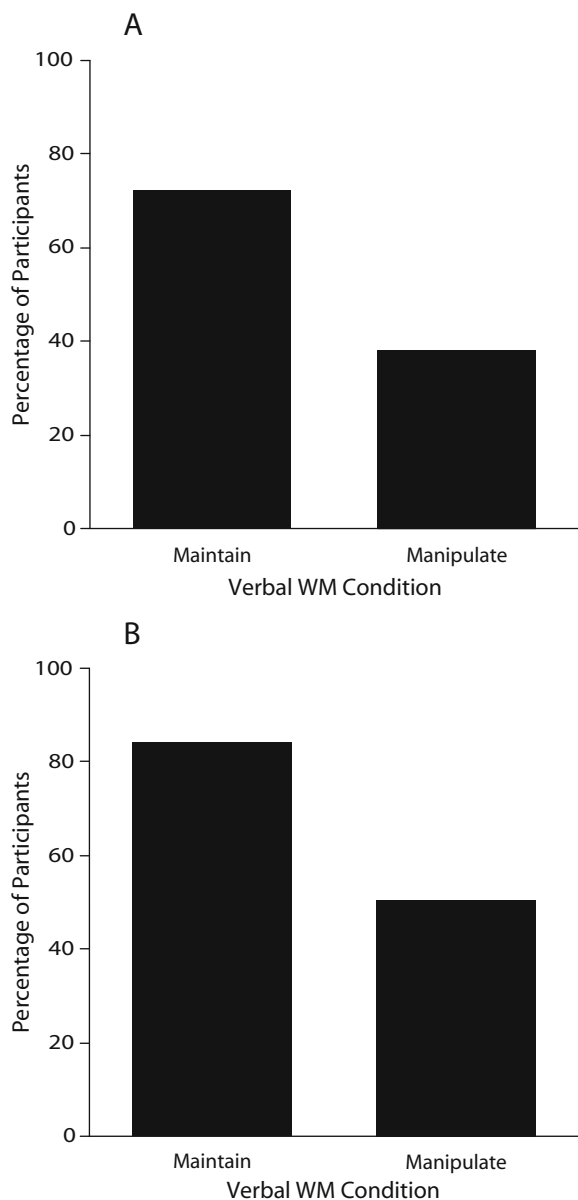 A
100
80
60
40
20
0
Percentage of Participants
Maintain Manipulate
Verbal WM Condition
B
100
80
60
40
20
0
Percentage of Participants
Maintain Manipulate
Verbal WM Condition